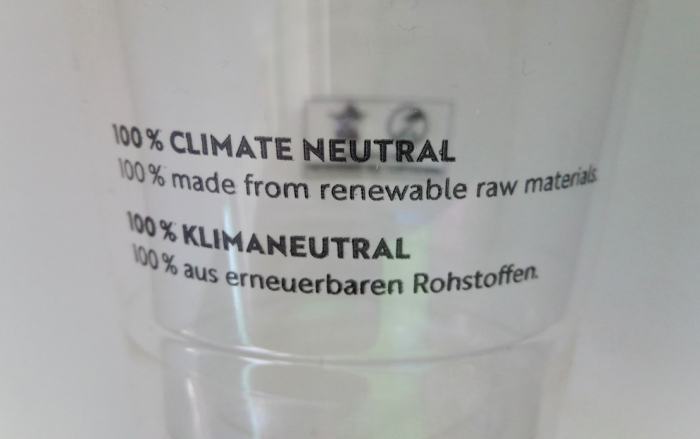 100% CLIMATE NEUTRAL
100% made from renewable raw materials.
100% KLIMANEUTRAL
100% aus erneuerbaren Rohstoffen.